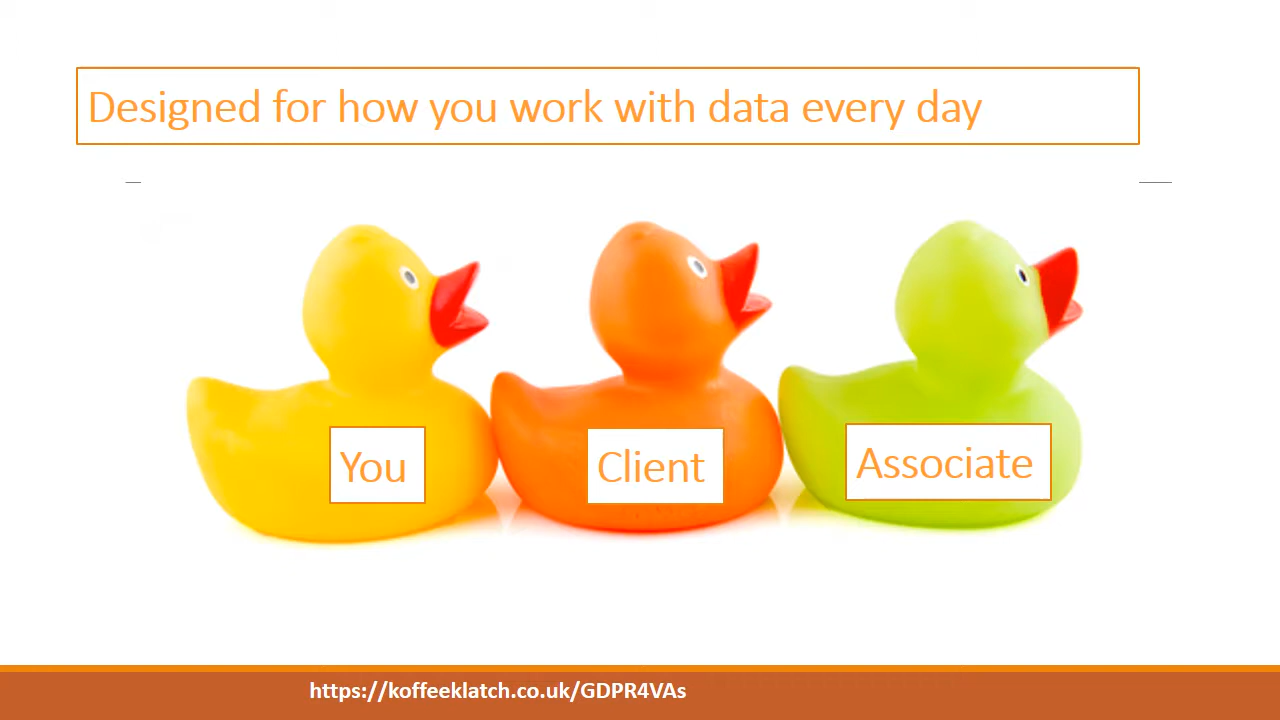 Designed for how you work with data every day
You
Client
Associate
https://koffeeklatch.co.uk/GDPR4VAs